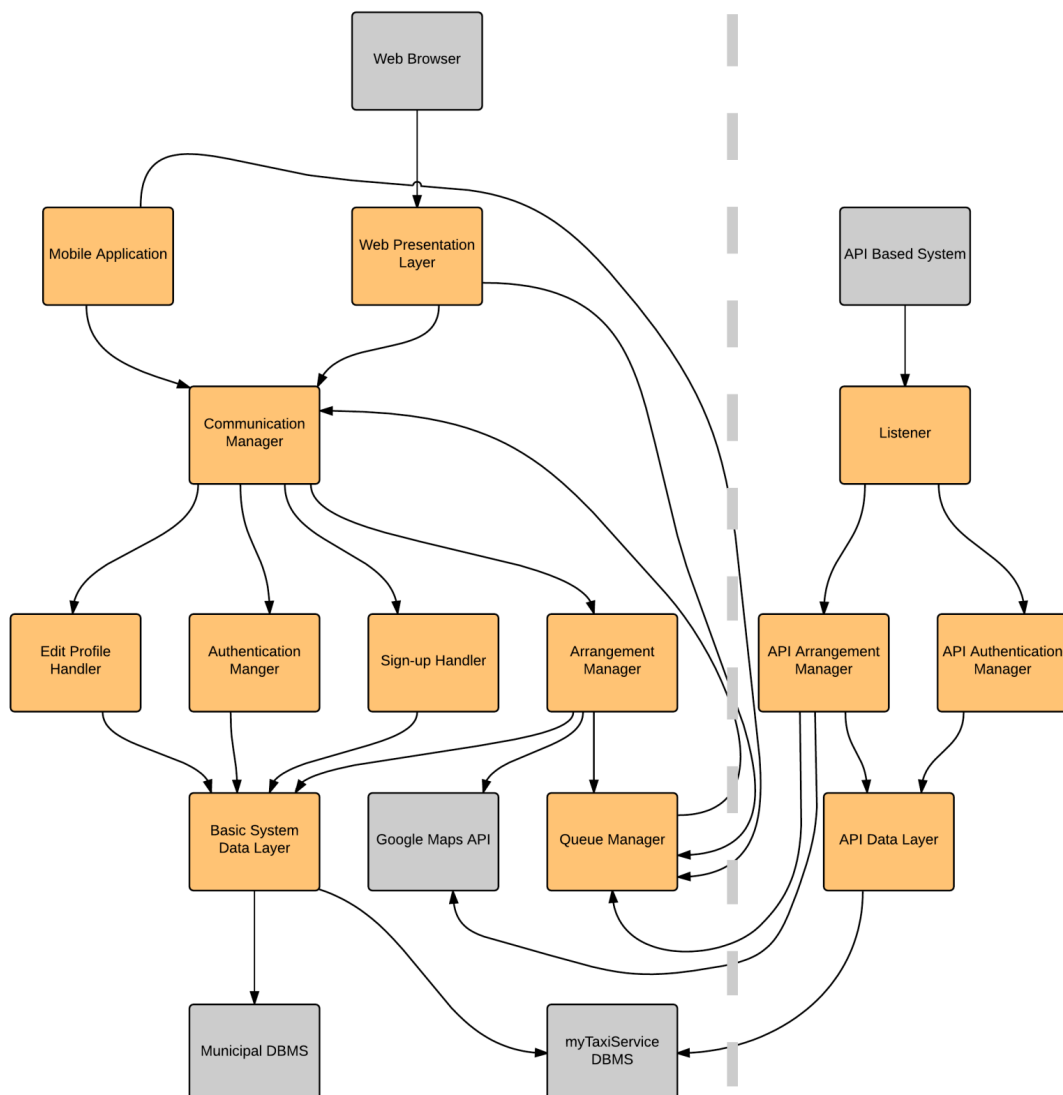 Web Browser
Mobile Application
Web Presentation
Layer
API Based System
Communication
Manager
Listener
Edit Profile
Handler
Authentication
Manger
Sign-up Handler
Arrangement
Manager
API Arrangement
Manager
API Authentication
Manager
Basic System
Data Layer
Google Maps API
Queue Manager
API Data Layer
Municipal DBMS
myTaxiService
DBMS